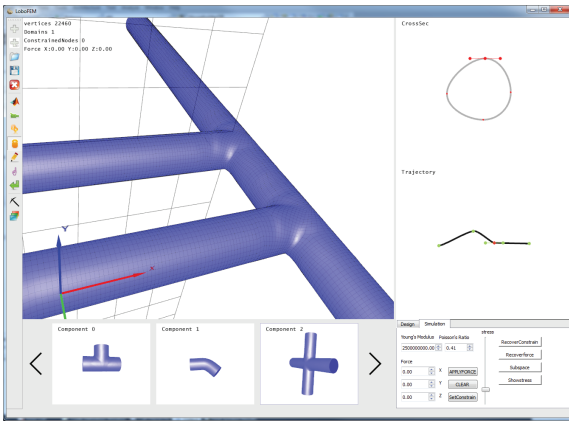 LoboFEM
vertices 22460
Domains 1
ConstrainedNodes 0
Force X:0.00 Y:0.00 Z:0.00
CrossSec
Trajectory
Y
X
Component 0
Component 1
Component 2
Design
Simulation
stress
Young's Modulus
Poisson's Ratio
2500000000.00
0.41
Force
0.00 X APPLYFORCE
0.00 Y CLEAR
0.00 Z SetConstrain
RecoverConstrain
Recoverforce
Subspace
Showstress